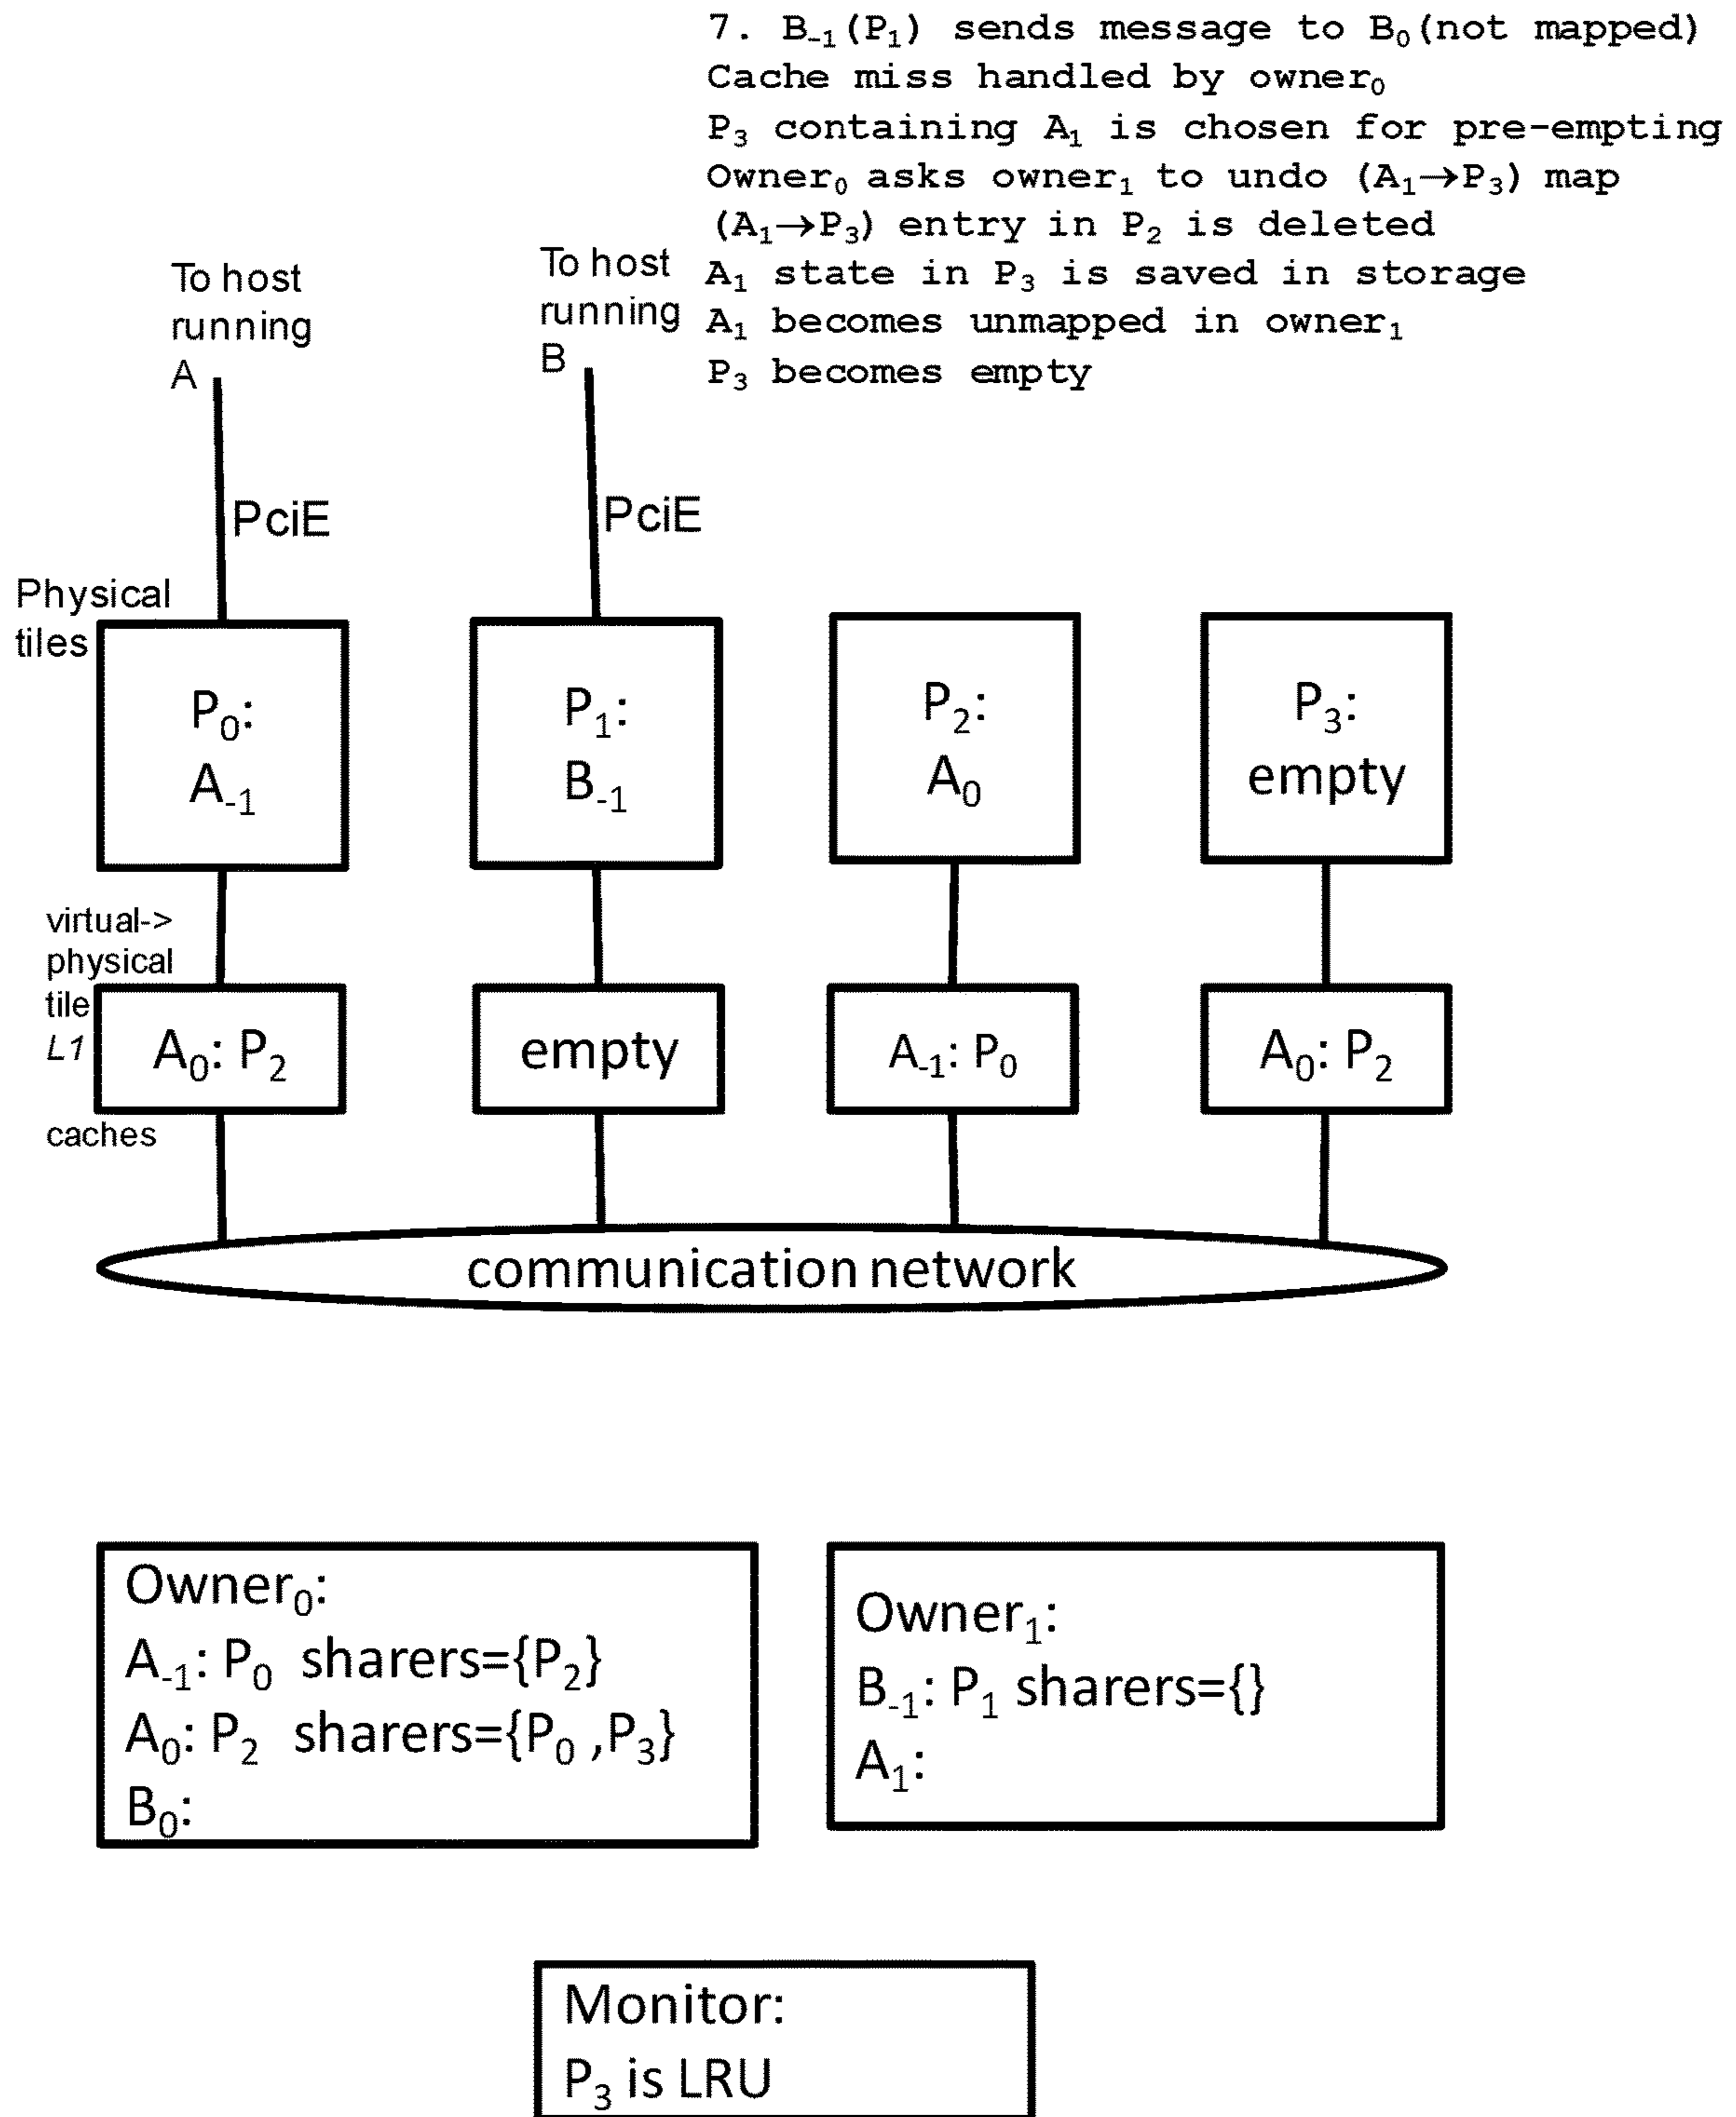 7. B₋₁(P₁) sends message to B₀(not mapped)
Cache miss handled by owner₀
P₃ containing A₁ is chosen for pre-empting
Owner₀ asks owner₁ to undo (A₁→P₃) map
(A₁→P₃) entry in P₂ is deleted
A₁ state in P₃ is saved in storage
A₁ becomes unmapped in owner₁
P₃ becomes empty
To host
running
A
To host
running
B
PciE
PciE
Physical
tiles
P₀:
A₋₁
P₁:
B₋₁
P₂:
A₀
P₃:
empty
virtual->
physical
tile
L1
caches
A₀: P₂
empty
A₋₁: P₀
A₀: P₂
communication network
Owner₀:
A₋₁: P₀ sharers={P₂}
A₀: P₂ sharers={P₀ ,P₃}
B₀:
Owner₁:
B₋₁: P₁ sharers={}
A₁:
Monitor:
P₃ is LRU